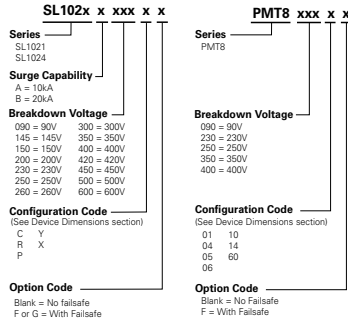 SL102x x xxx x x
Series
SL1021
SL1024
Surge Capability
A = 10kA
B = 20kA
Breakdown Voltage
090 = 90V 300 = 300V
145 = 145V 350 = 350V
150 = 150V 400 = 400V
200 = 200V 420 = 420V
230 = 230V 450 = 450V
250 = 250V 500 = 500V
260 = 260V 600 = 600V
Configuration Code
(See Device Dimensions section)
C Y
R X
P
Option Code
Blank = No failsafe
F or G = With Failsafe
PMT8 xxx x x
Series
PMT8
Breakdown Voltage
090 = 90V
230 = 230V
250 = 250V
350 = 350V
400 = 400V
Configuration Code
(See Device Dimensions section)
01 10
04 14
05 60
06
Option Code
Blank = No Failsafe
F = With Failsafe